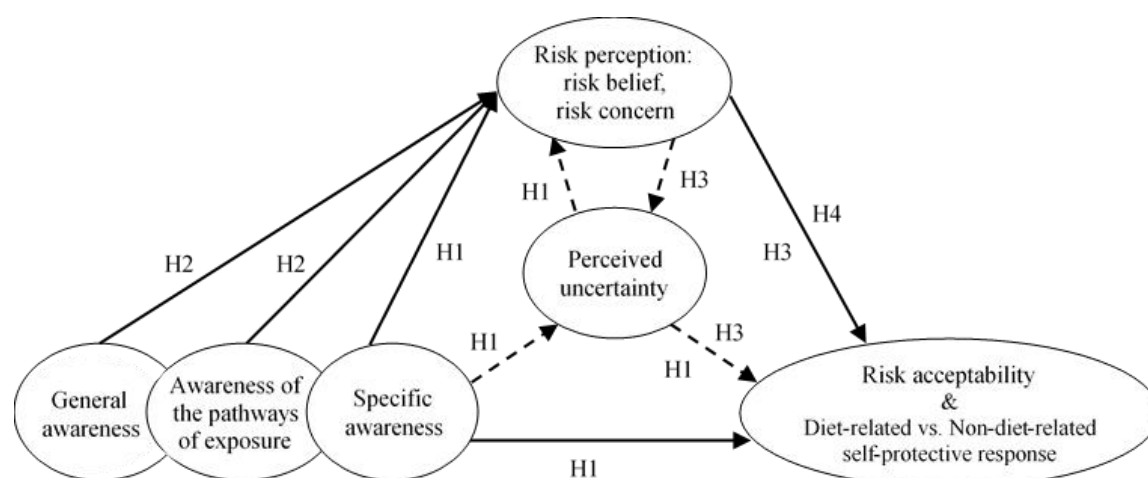 Risk perception:
risk belief,
risk concern
H1
H3
H4
H2
H2
H1
H3
Perceived
uncertainty
H1
H3
H1
General
awareness
Awareness of
the pathways
of exposure
Specific
awareness
Risk acceptability
&
Diet-related vs. Non-diet-related
self-protective response
H1